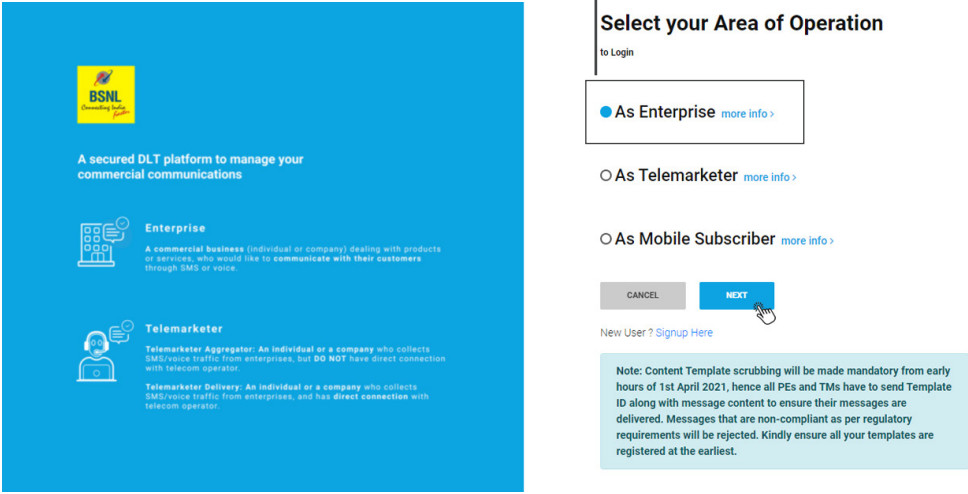 BSNL
Connecting India
faster
A secured DLT platform to manage your
commercial communications
Enterprise
A commercial business (individual or company) dealing with products
or services, who would like to communicate with their customers
through SMS or voice.
Telemarketer
Telemarketer Aggregator: An individual or a company who collects
SMS/voice traffic from enterprises, but DO NOT have direct connection
with telecom operator.
Telemarketer Delivery: An individual or a company who collects
SMS/voice traffic from enterprises, and has direct connection with
telecom operator.
Select your Area of Operation
to Login
As Enterprise more info >
As Telemarketer more info >
As Mobile Subscriber more info >
CANCEL NEXT
New User ? Signup Here
Note: Content Template scrubbing will be made mandatory from early
hours of 1st April 2021, hence all PEs and TMs have to send Template
ID along with message content to ensure their messages are
delivered. Messages that are non-compliant as per regulatory
requirements will be rejected. Kindly ensure all your templates are
registered at the earliest.